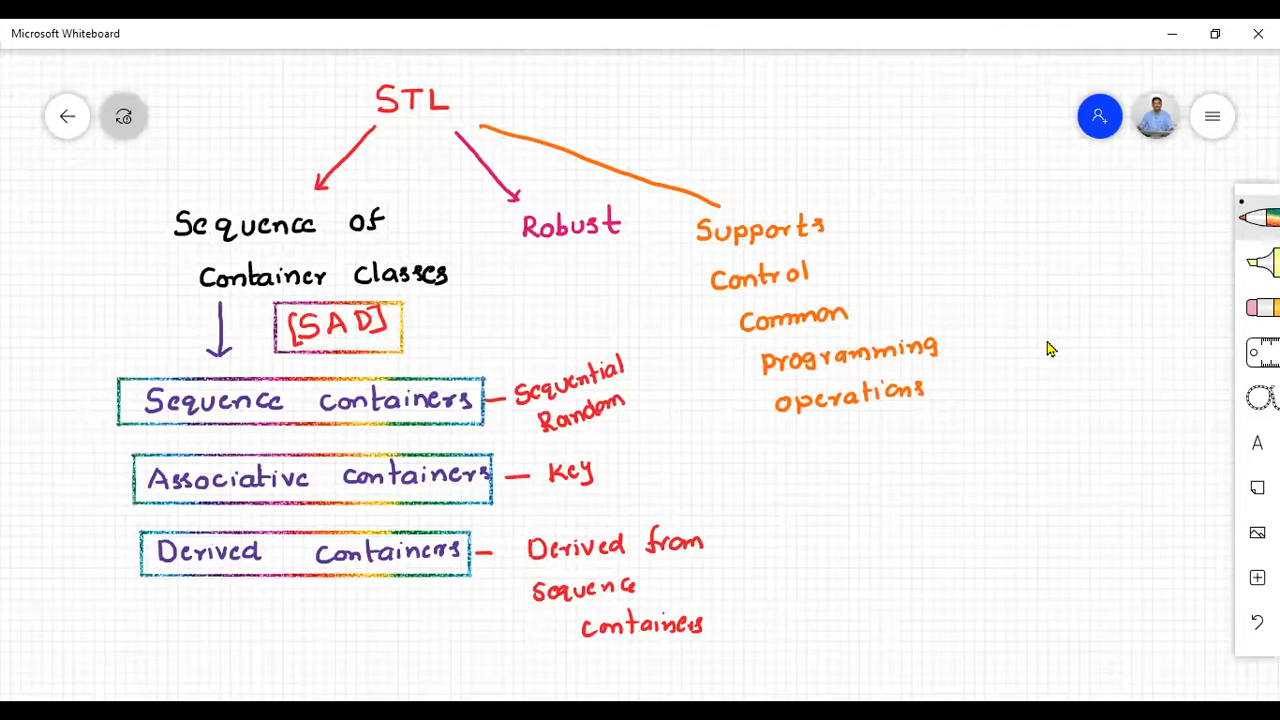 Microsoft Whiteboard
STL
Sequence of
Container Classes
[SAD]
Robust
Supports
Control
Common
programming
operations
Sequence containers - Sequential
Random
Associative containers - Key
Derived containers - Derived from
sequence
containers
A